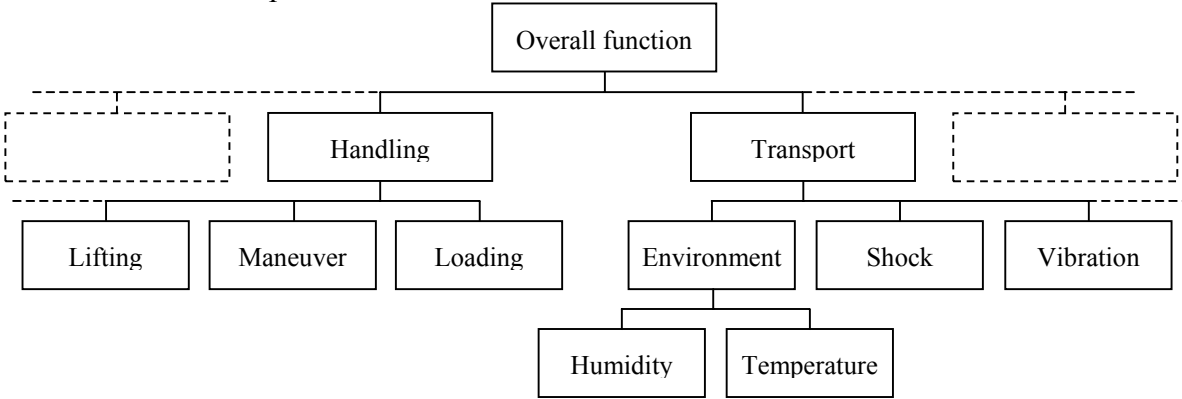 Overall function
Handling
Transport
Lifting
Maneuver
Loading
Environment
Shock
Vibration
Humidity
Temperature